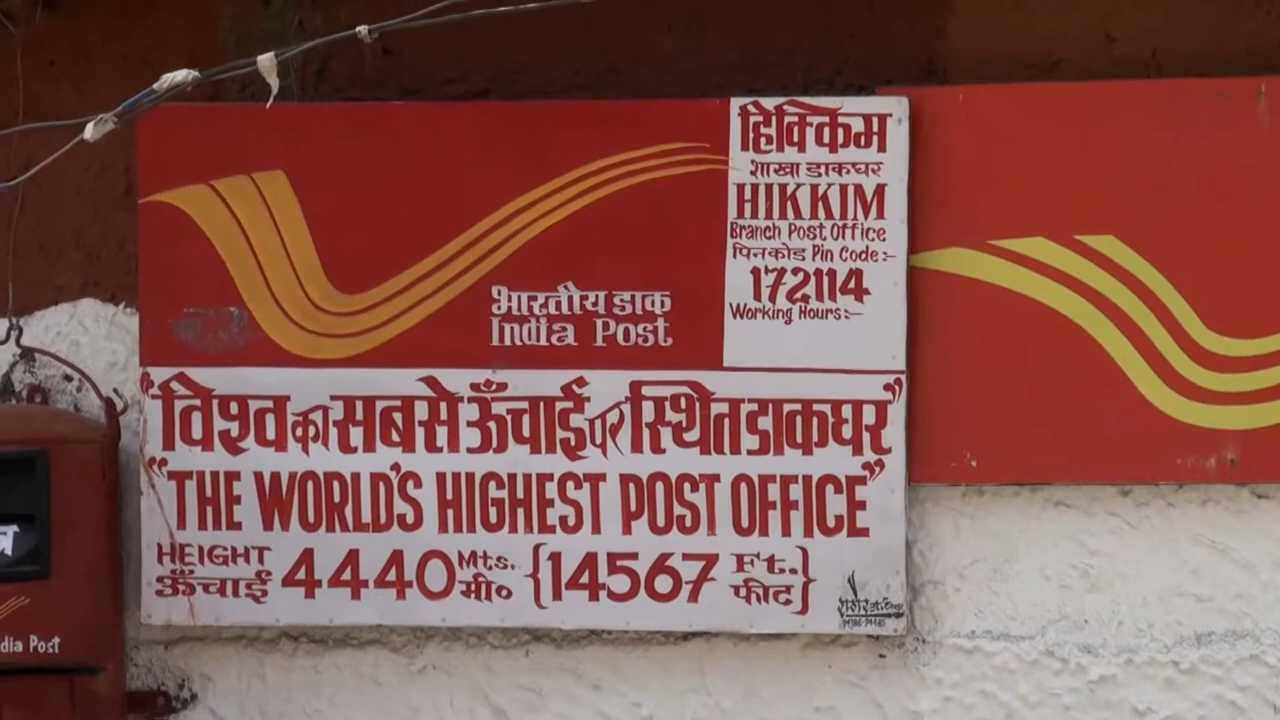 हिक्किम
शाखा डाकघर
HIKKIM
Branch Post Office
पिनकोड Pin Code:-
172114
Working Hours:-
भारतीय डाक
India Post
"विश्व का सबसे ऊँचाई पर स्थित डाकघर"
"THE WORLD'S HIGHEST POST OFFICE"
HEIGHT 4440 Mts. {14567 Ft.}
ऊँचाई मी० फीट
dia Post